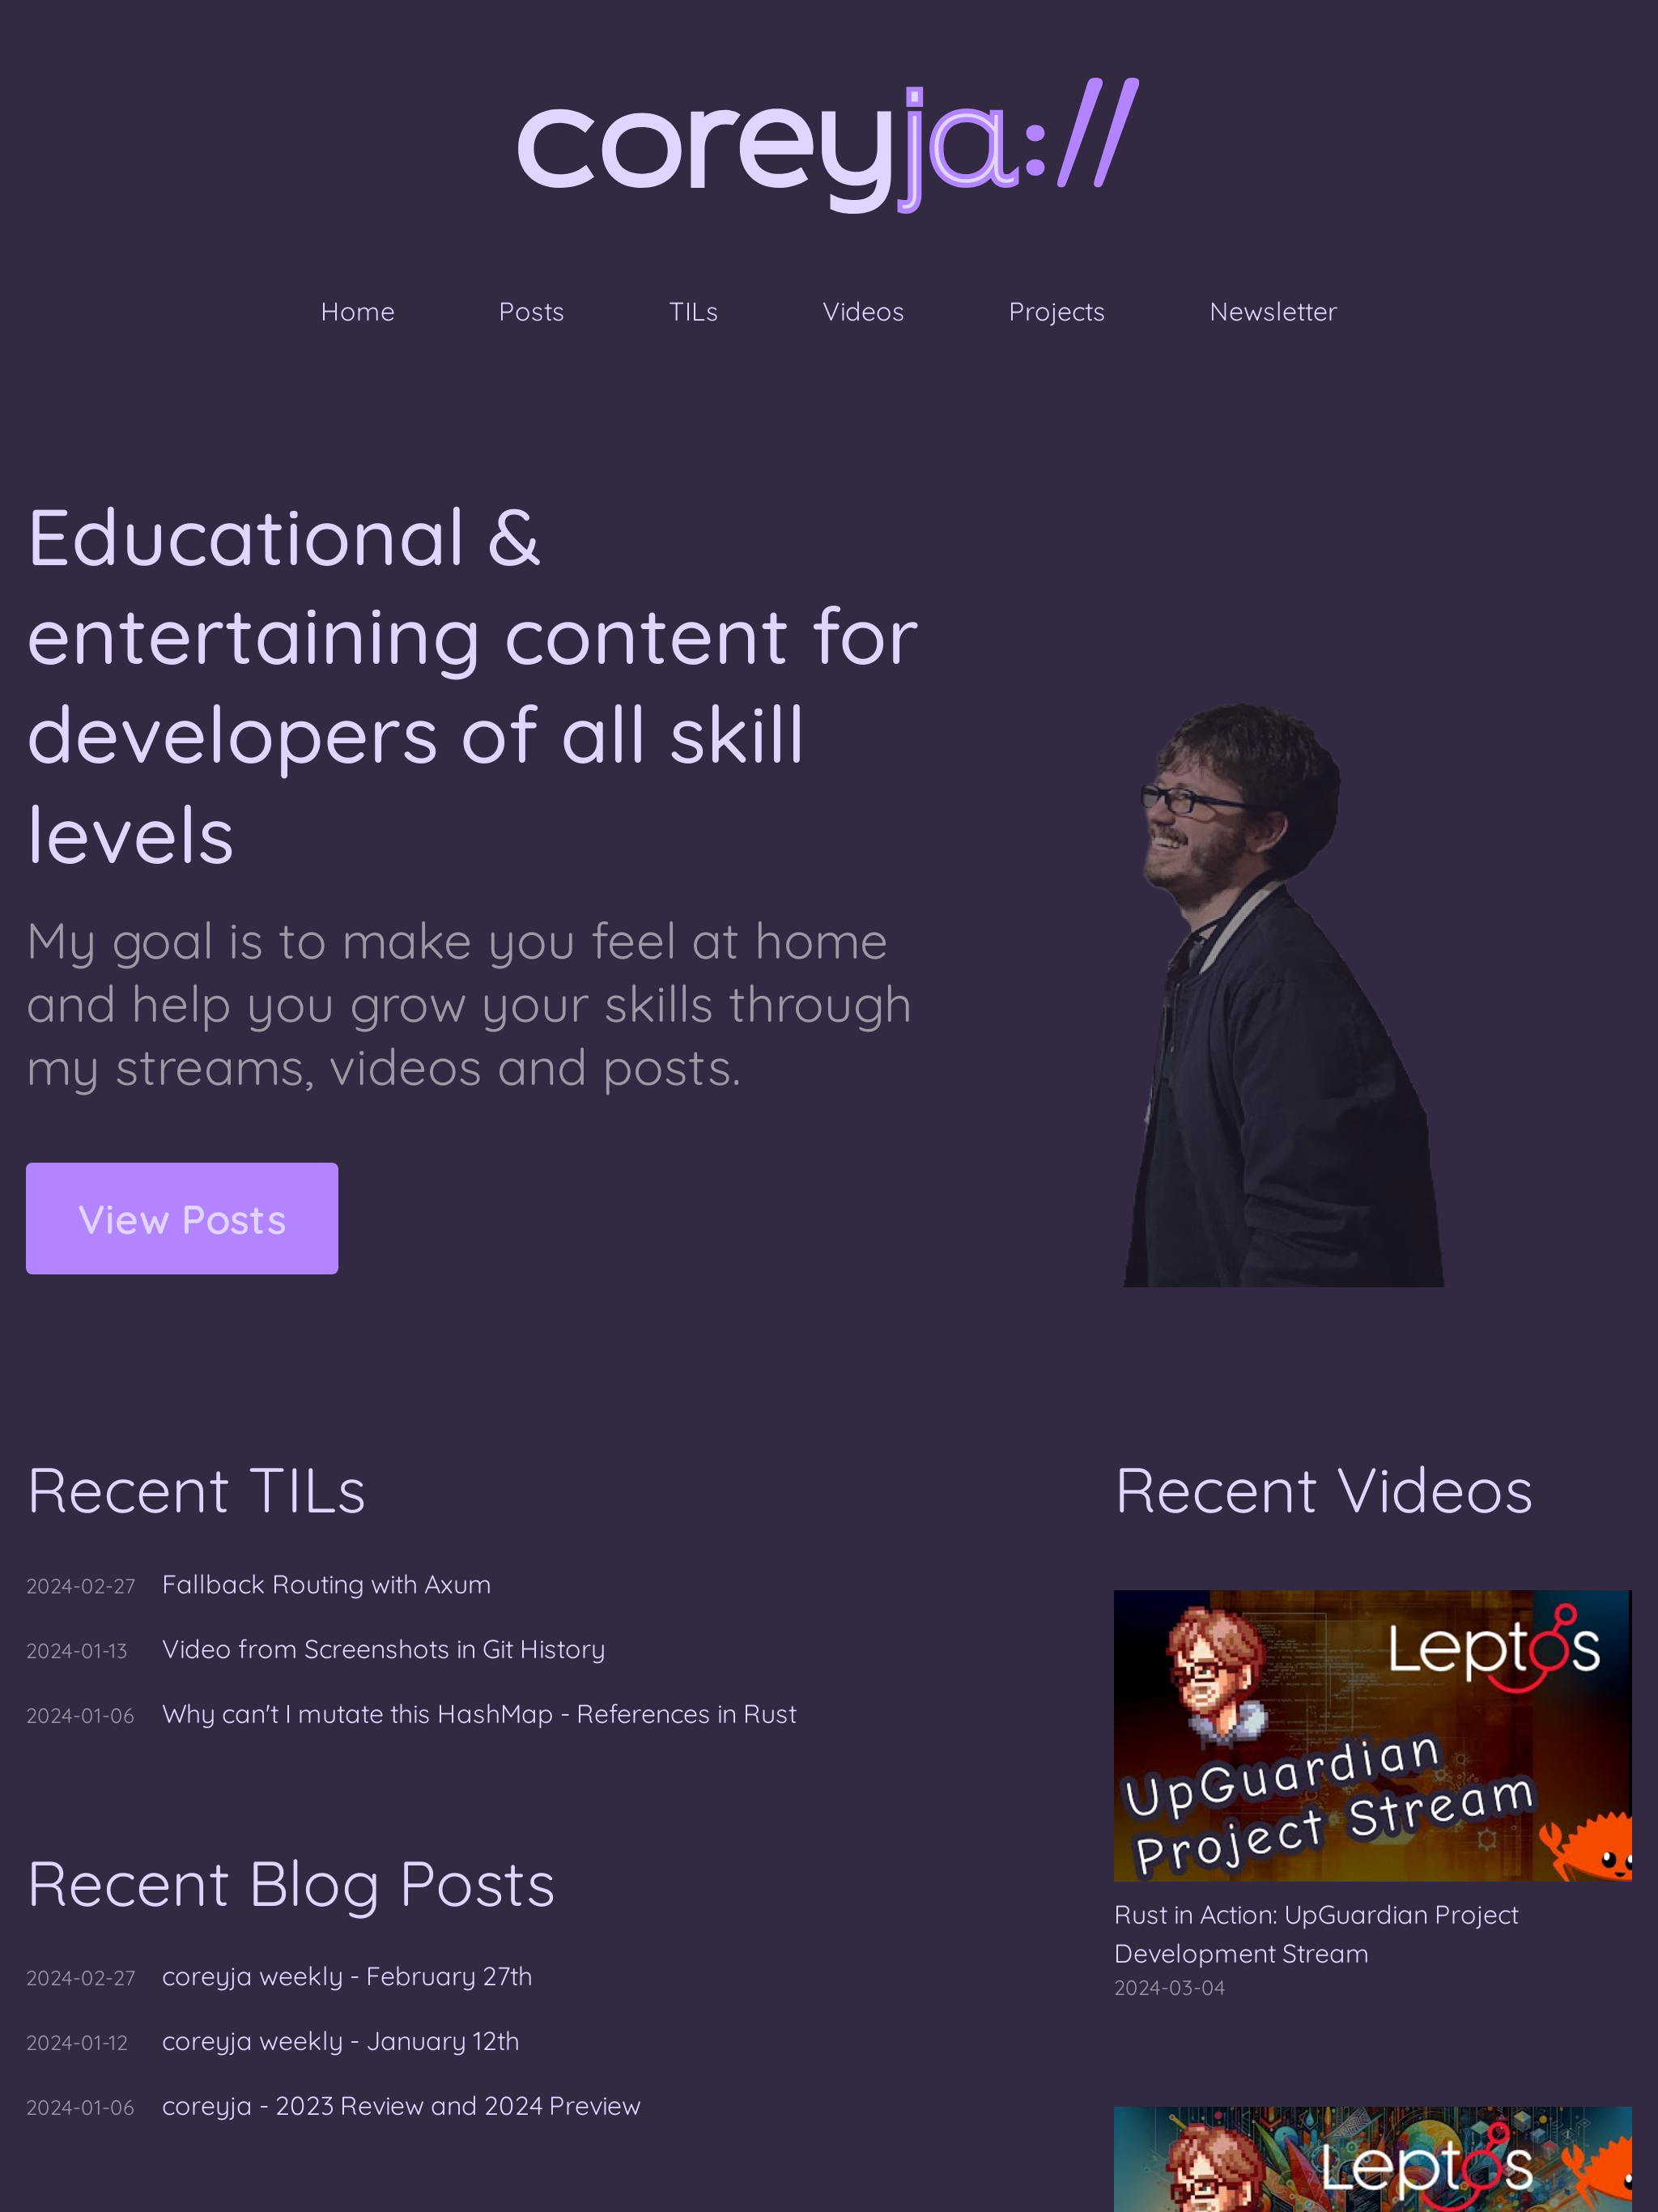 coreyja://
Home Posts TILs Videos Projects Newsletter
Educational &
entertaining content for
developers of all skill
levels
My goal is to make you feel at home
and help you grow your skills through
my streams, videos and posts.
View Posts
Recent TILs
2024-02-27 Fallback Routing with Axum
2024-01-13 Video from Screenshots in Git History
2024-01-06 Why can't I mutate this HashMap - References in Rust
Recent Blog Posts
2024-02-27 coreyja weekly - February 27th
2024-01-12 coreyja weekly - January 12th
2024-01-06 coreyja - 2023 Review and 2024 Preview
Recent Videos
Leptos
UpGuardian
Project Stream
Rust in Action: UpGuardian Project
Development Stream
2024-03-04
Leptos